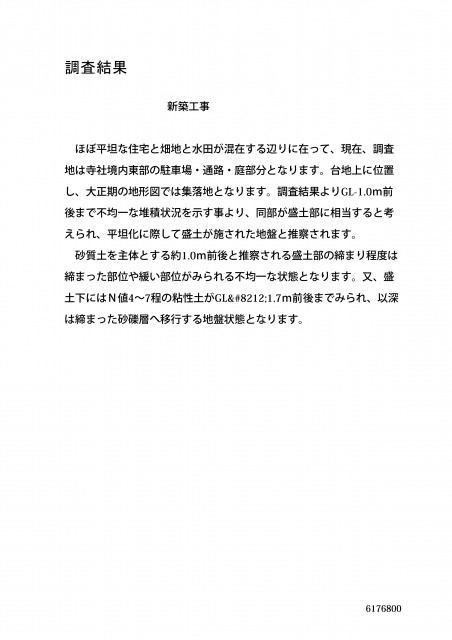 調査結果
新築工事
ほぼ平坦な住宅と畑地と水田が混在する辺りに在って、現在、調査
地は寺社境内東部の駐車場・通路・庭部分となります。台地上に位置
し、大正期の地形図では集落地となります。調査結果よりGL-1.0m前
後まで不均一な堆積状況を示す事より、同部が盛土部に相当すると考
えられ、平坦化に際して盛土が施された地盤と推察されます。
砂質土を主体とする約1.0m前後と推察される盛土部の締まり程度は
締まった部位や緩い部位がみられる不均一な状態となります。又、盛
土下にはN値4〜7程の粘性土がGL&#8212;1.7m前後までみられ、以深
は締まった砂礫層へ移行する地盤状態となります。
6176800